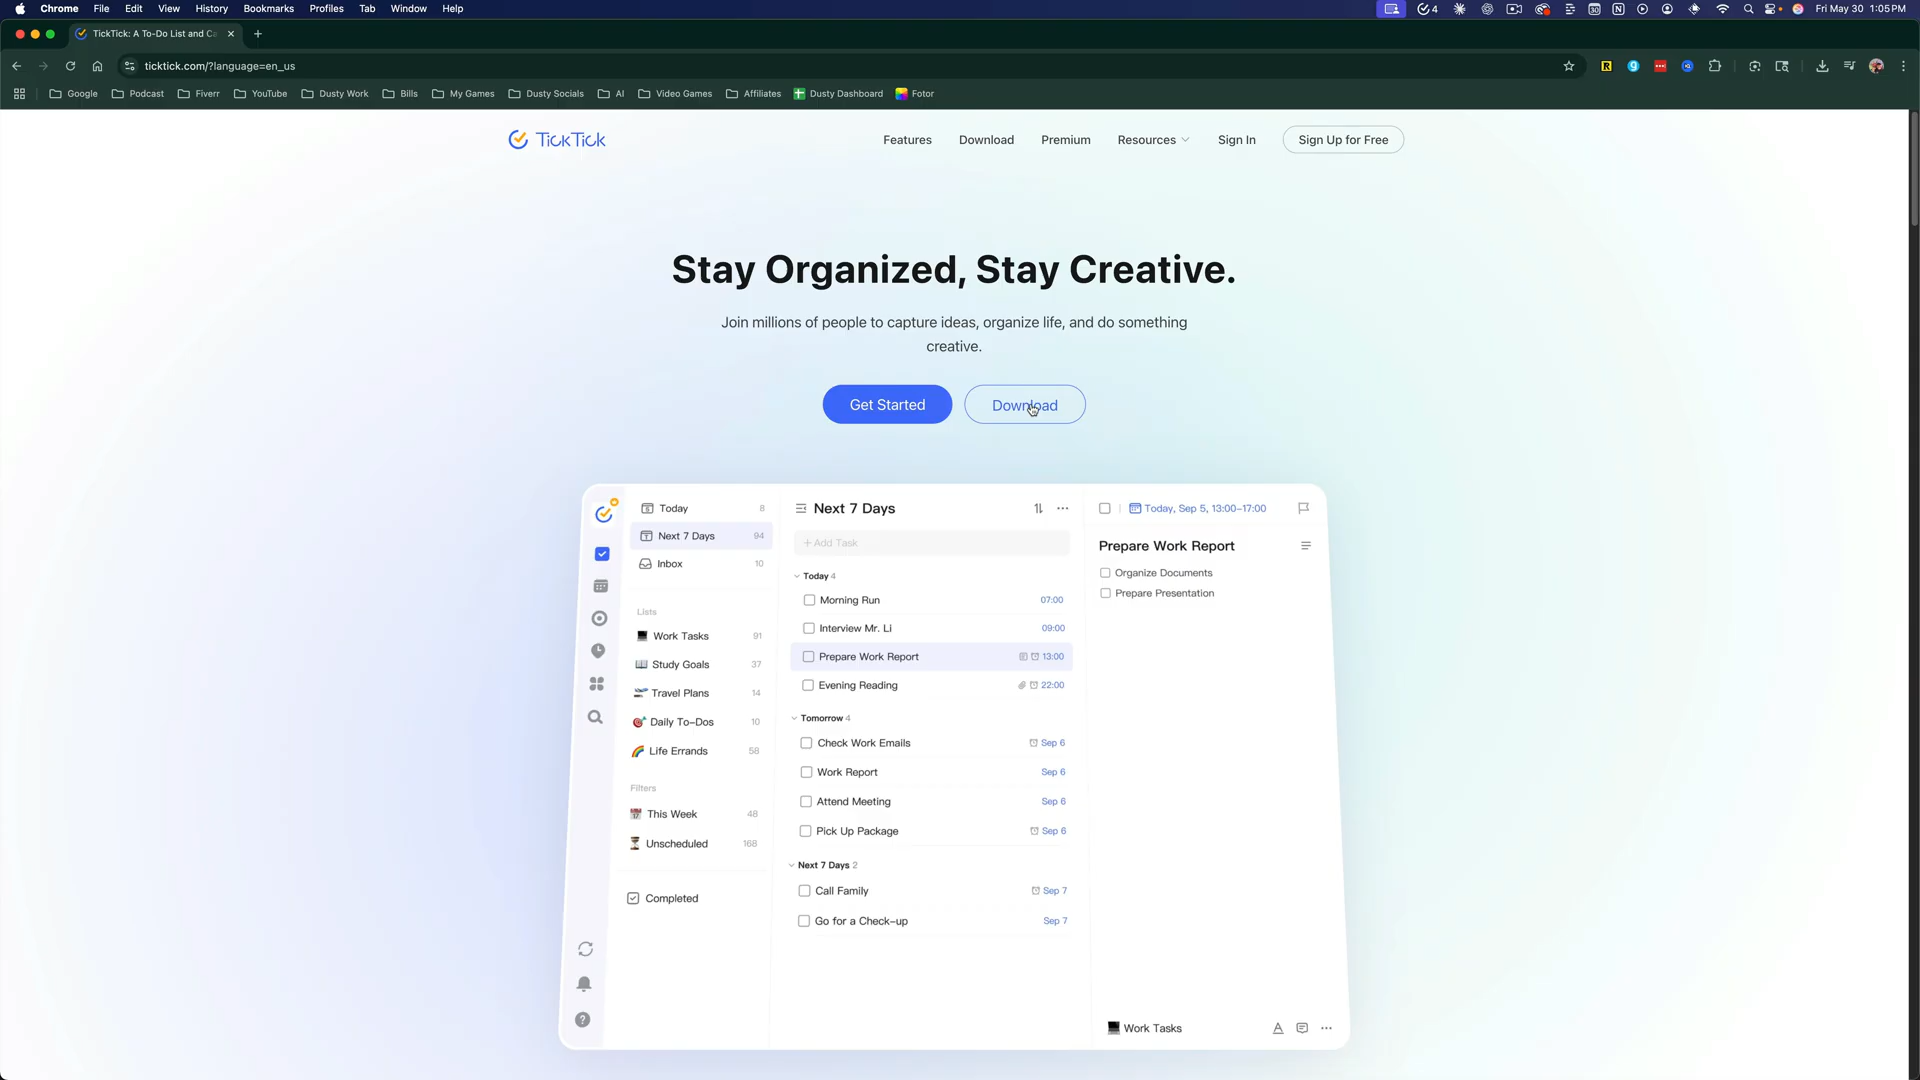 Chrome File Edit View History Bookmarks Profiles Tab Window Help 4 30 Fri May 30 1:05 PM
TickTick: A To-Do List and Ca
ticktick.com/?language=en_us
Google Podcast Fiverr YouTube Dusty Work Bills My Games Dusty Socials AI Video Games Affiliates Dusty Dashboard Fotor
TickTick Features Download Premium Resources Sign In Sign Up for Free
Stay Organized, Stay Creative.
Join millions of people to capture ideas, organize life, and do something
creative.
Get Started Download
Today 8
Next 7 Days 94
Inbox 10
Lists
Work Tasks 91
Study Goals 37
Travel Plans 14
Daily To-Dos 10
Life Errands 58
Filters
This Week 48
Unscheduled 168
Completed
Next 7 Days
+ Add Task
Today 4
Morning Run 07:00
Interview Mr. Li 09:00
Prepare Work Report 13:00
Evening Reading 22:00
Tomorrow 4
Check Work Emails Sep 6
Work Report Sep 6
Attend Meeting Sep 6
Pick Up Package Sep 6
Next 7 Days 2
Call Family Sep 7
Go for a Check-up Sep 7
Today, Sep 5, 13:00-17:00
Prepare Work Report
Organize Documents
Prepare Presentation
Work Tasks